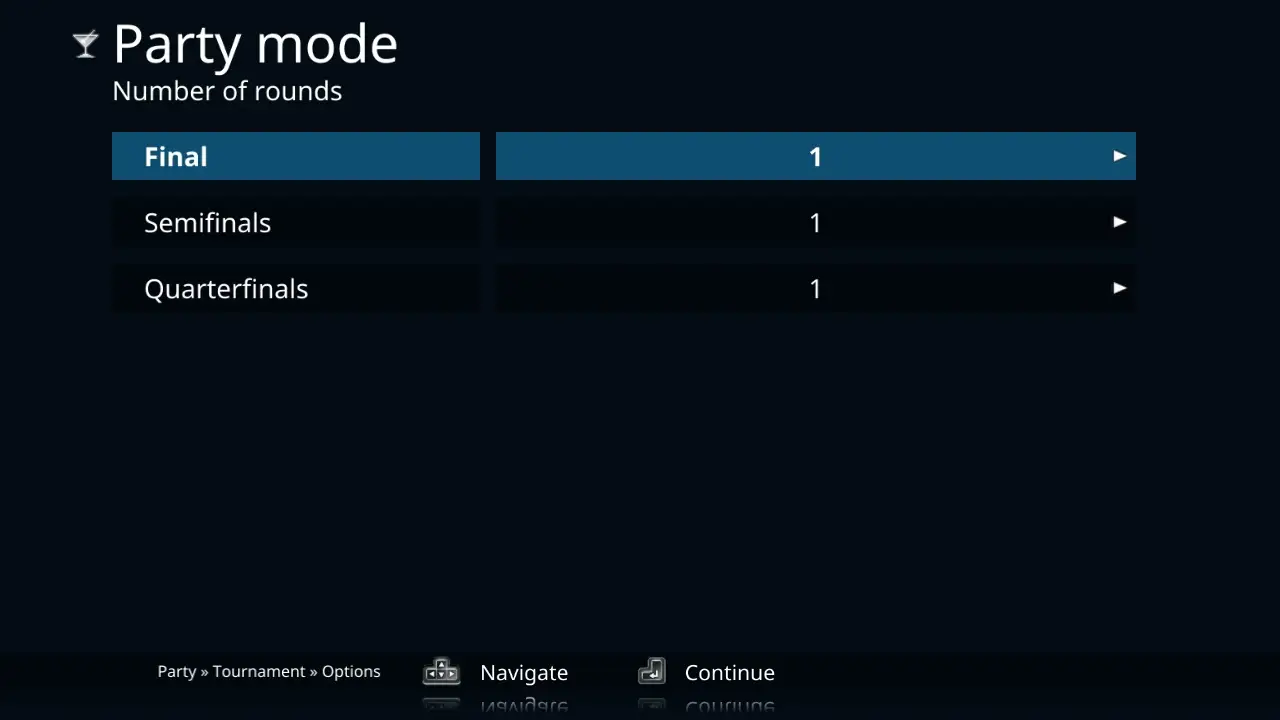 Party mode
Number of rounds
Final 1
Semifinals 1
Quarterfinals 1
Party » Tournament » Options Navigate Continue